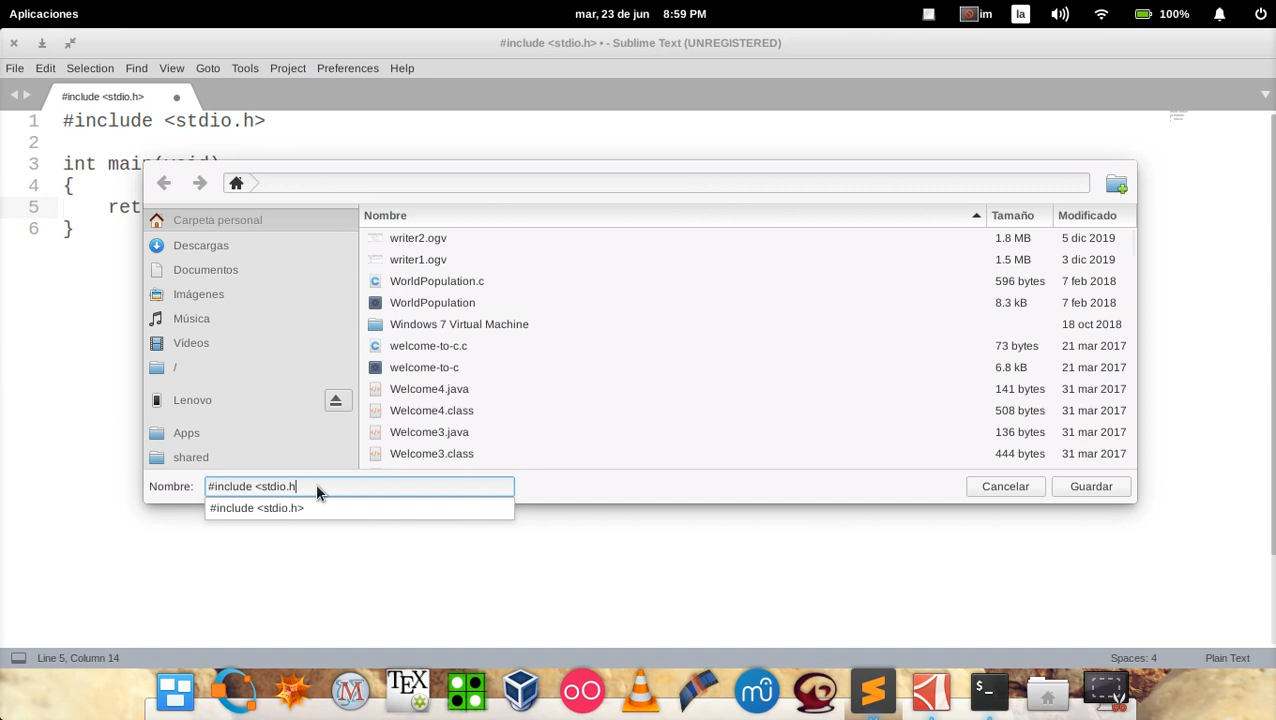 Aplicaciones
mar, 23 de jun 8:59 PM
im
la
100%
#include <stdio.h> • - Sublime Text (UNREGISTERED)
File Edit Selection Find View Goto Tools Project Preferences Help
#include <stdio.h>
1 #include <stdio.h>
2
3 int main(void)
4 {
5 ret
6 }
Nombre Tamaño Modificado
Carpeta personal
Descargas
Documentos
Imágenes
Música
Vídeos
/
Lenovo
Apps
shared
writer2.ogv 1.8 MB 5 dic 2019
writer1.ogv 1.5 MB 3 dic 2019
WorldPopulation.c 596 bytes 7 feb 2018
WorldPopulation 8.3 kB 7 feb 2018
Windows 7 Virtual Machine 18 oct 2018
welcome-to-c.c 73 bytes 21 mar 2017
welcome-to-c 6.8 kB 21 mar 2017
Welcome4.java 141 bytes 31 mar 2017
Welcome4.class 508 bytes 31 mar 2017
Welcome3.java 136 bytes 31 mar 2017
Welcome3.class 444 bytes 31 mar 2017
Nombre: #include <stdio.h
Cancelar Guardar
#include <stdio.h>
Line 5, Column 14
Spaces: 4 Plain Text
TEX